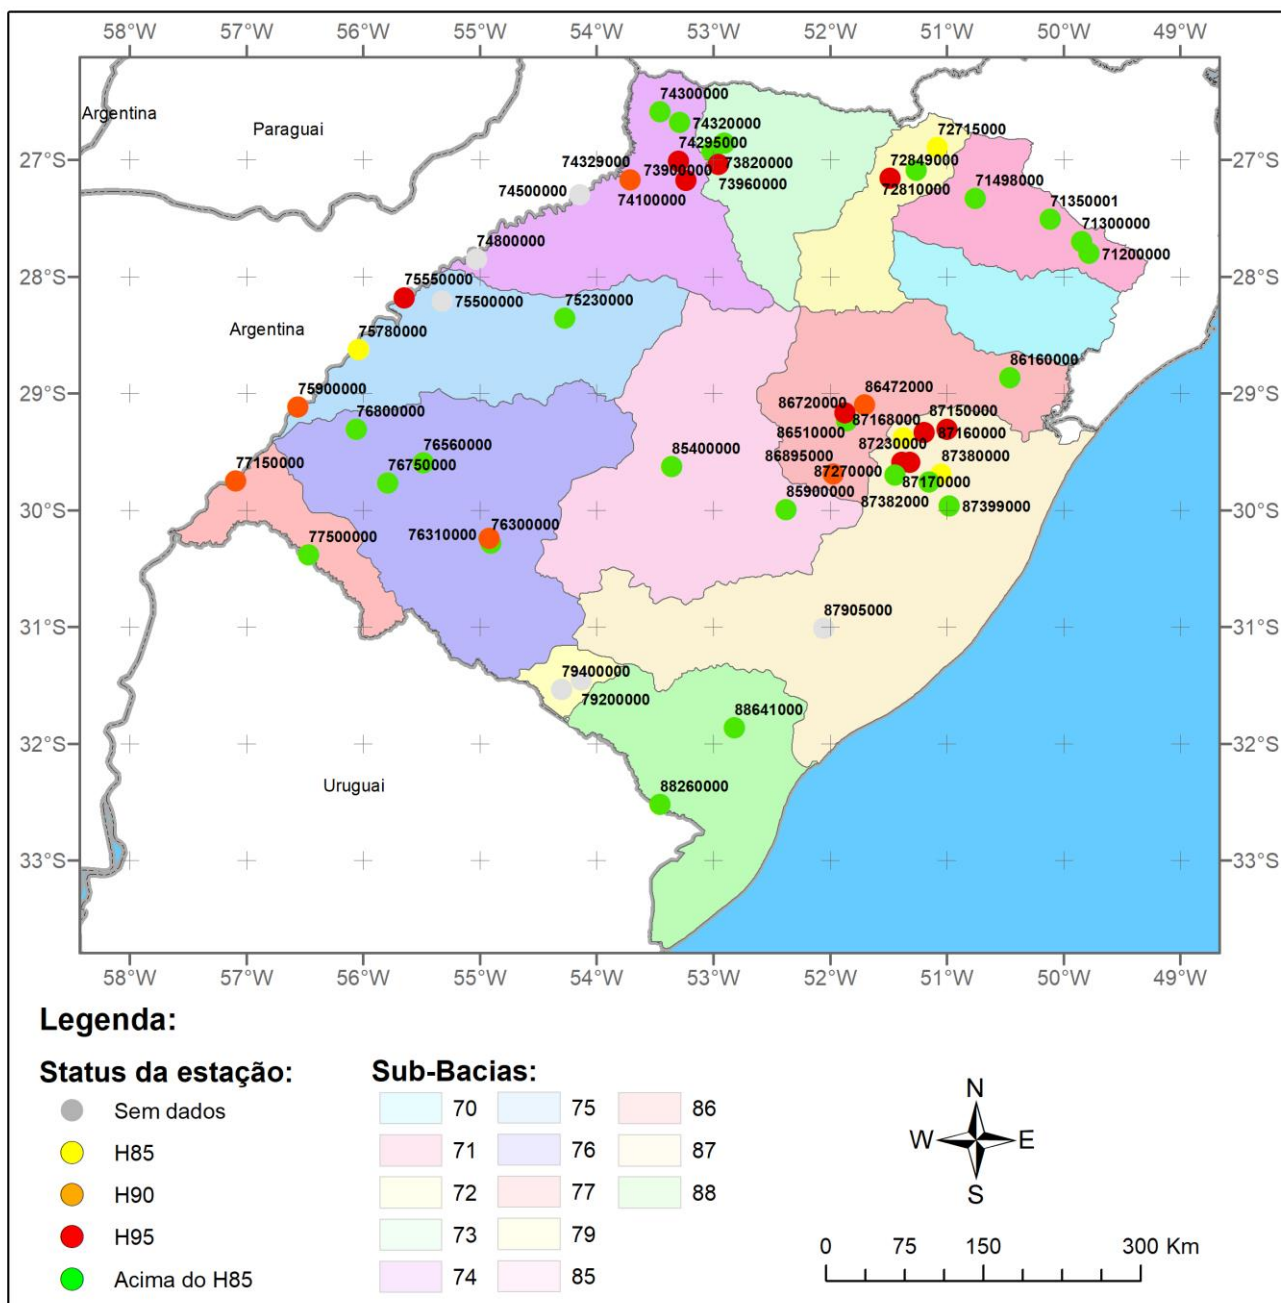 58°W 57°W 56°W 55°W 54°W 53°W 52°W 51°W 50°W 49°W
Argentina
Paraguai
74300000
74320000
72715000
27°S
74295000
27°S
74329000
73900000
73820000
72849000
74500000
73960000
72810000
71498000
74100000
71350001
71300000
74800000
71200000
28°S
28°S
75550000
75500000
75230000
Argentina
75780000
86160000
29°S
75900000
86472000
29°S
76800000
86720000
87168000
87150000
86510000
87160000
76560000
87230000
77150000
76750000
85400000
86895000
87380000
87270000
87170000
85900000
87382000
87399000
30°S
76310000
76300000
30°S
77500000
31°S
87905000
31°S
79400000
79200000
88641000
32°S
32°S
Uruguai
88260000
33°S
33°S
58°W 57°W 56°W 55°W 54°W 53°W 52°W 51°W 50°W 49°W
Legenda:
Status da estação:
Sem dados
H85
H90
H95
Acima do H85
Sub-Bacias:
70 75 86
71 76 87
72 77 88
73 79
74 85
N
W E
S
0 75 150 300 Km